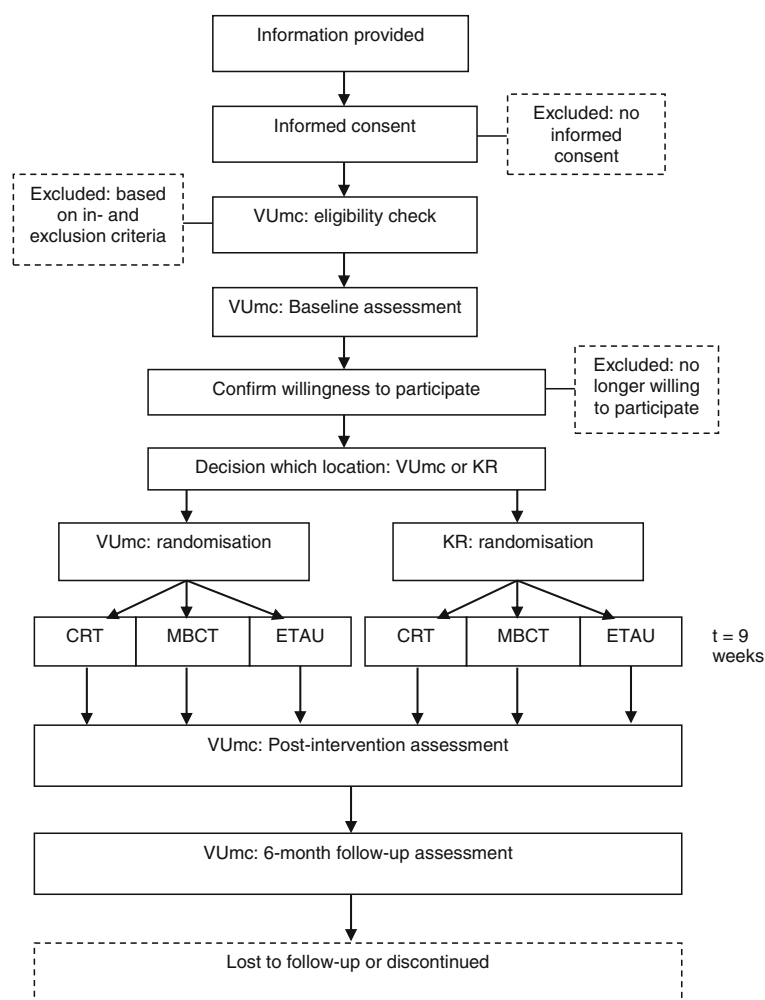 Information provided
Informed consent
Excluded: no
informed
consent
Excluded: based
on in- and
exclusion criteria
VUmc: eligibility check
VUmc: Baseline assessment
Confirm willingness to participate
Excluded: no
longer willing
to participate
Decision which location: VUmc or KR
VUmc: randomisation
KR: randomisation
CRT
MBCT
ETAU
CRT
MBCT
ETAU
t = 9
weeks
VUmc: Post-intervention assessment
VUmc: 6-month follow-up assessment
Lost to follow-up or discontinued